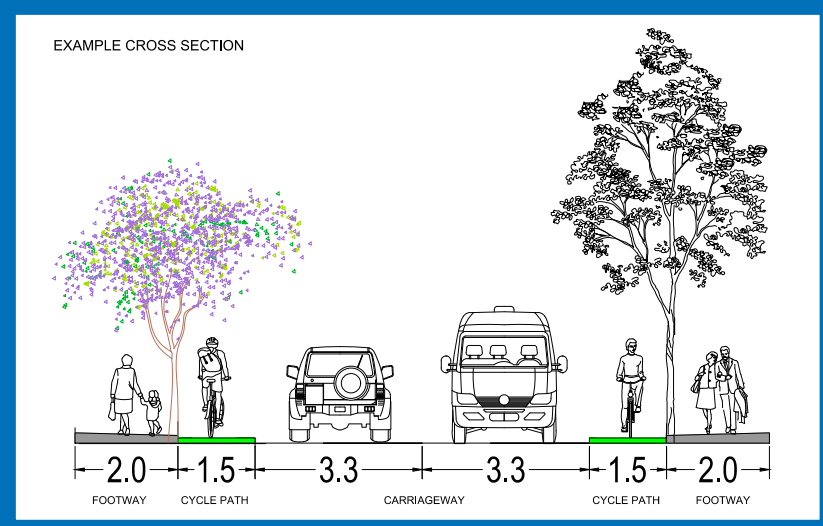 EXAMPLE CROSS SECTION
2.0 1.5 3.3 3.3 1.5 2.0
FOOTWAY CYCLE PATH CARRIAGEWAY CYCLE PATH FOOTWAY